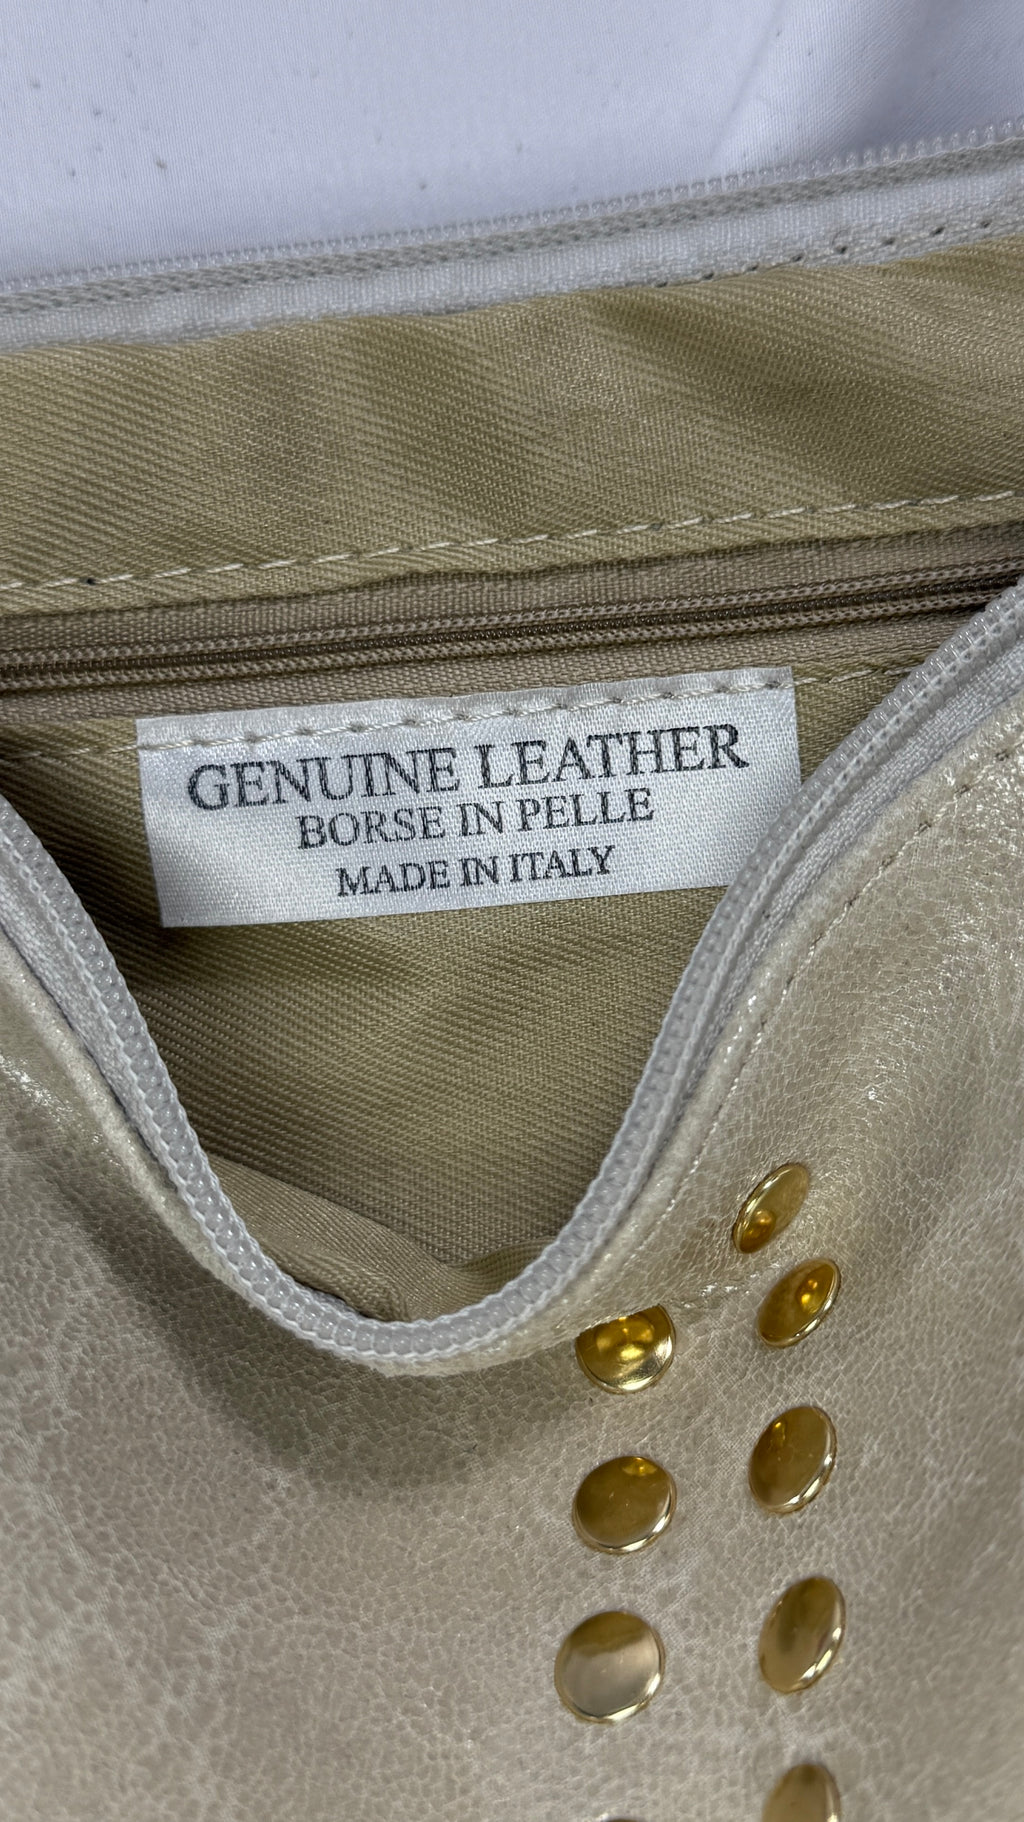 GENUINE LEATHER
BORSE IN PELLE
MADE IN ITALY